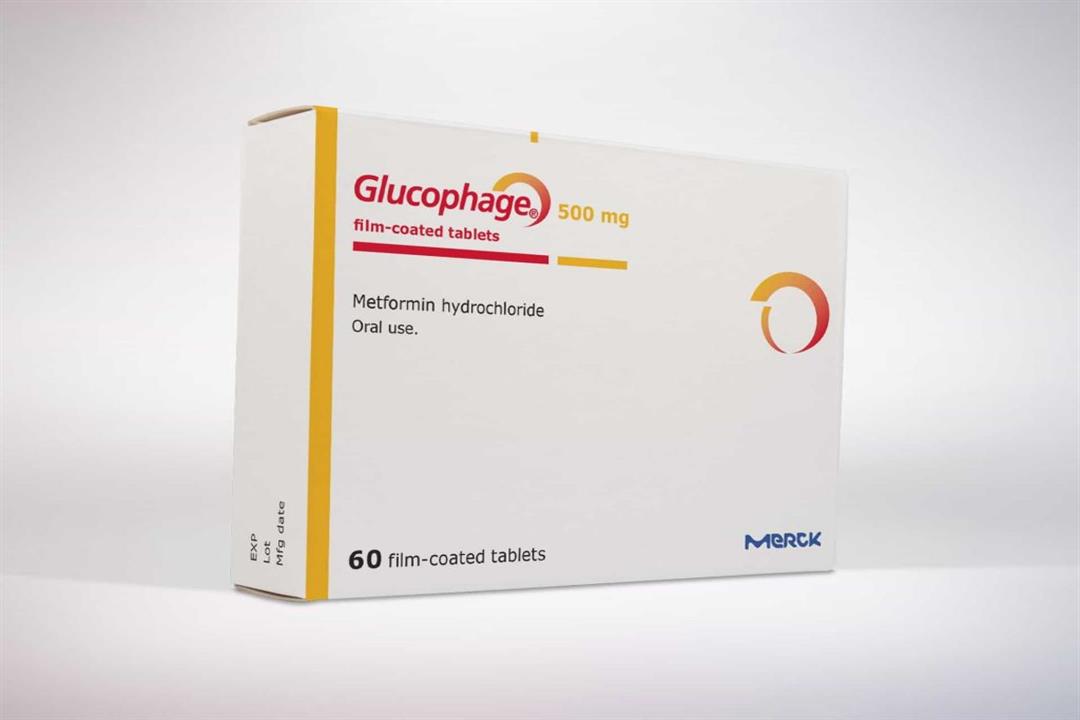 Glucophage® 500 mg
film-coated tablets
Metformin hydrochloride
Oral use.
60 film-coated tablets
MERCK
EXP
Lot
Mfg date